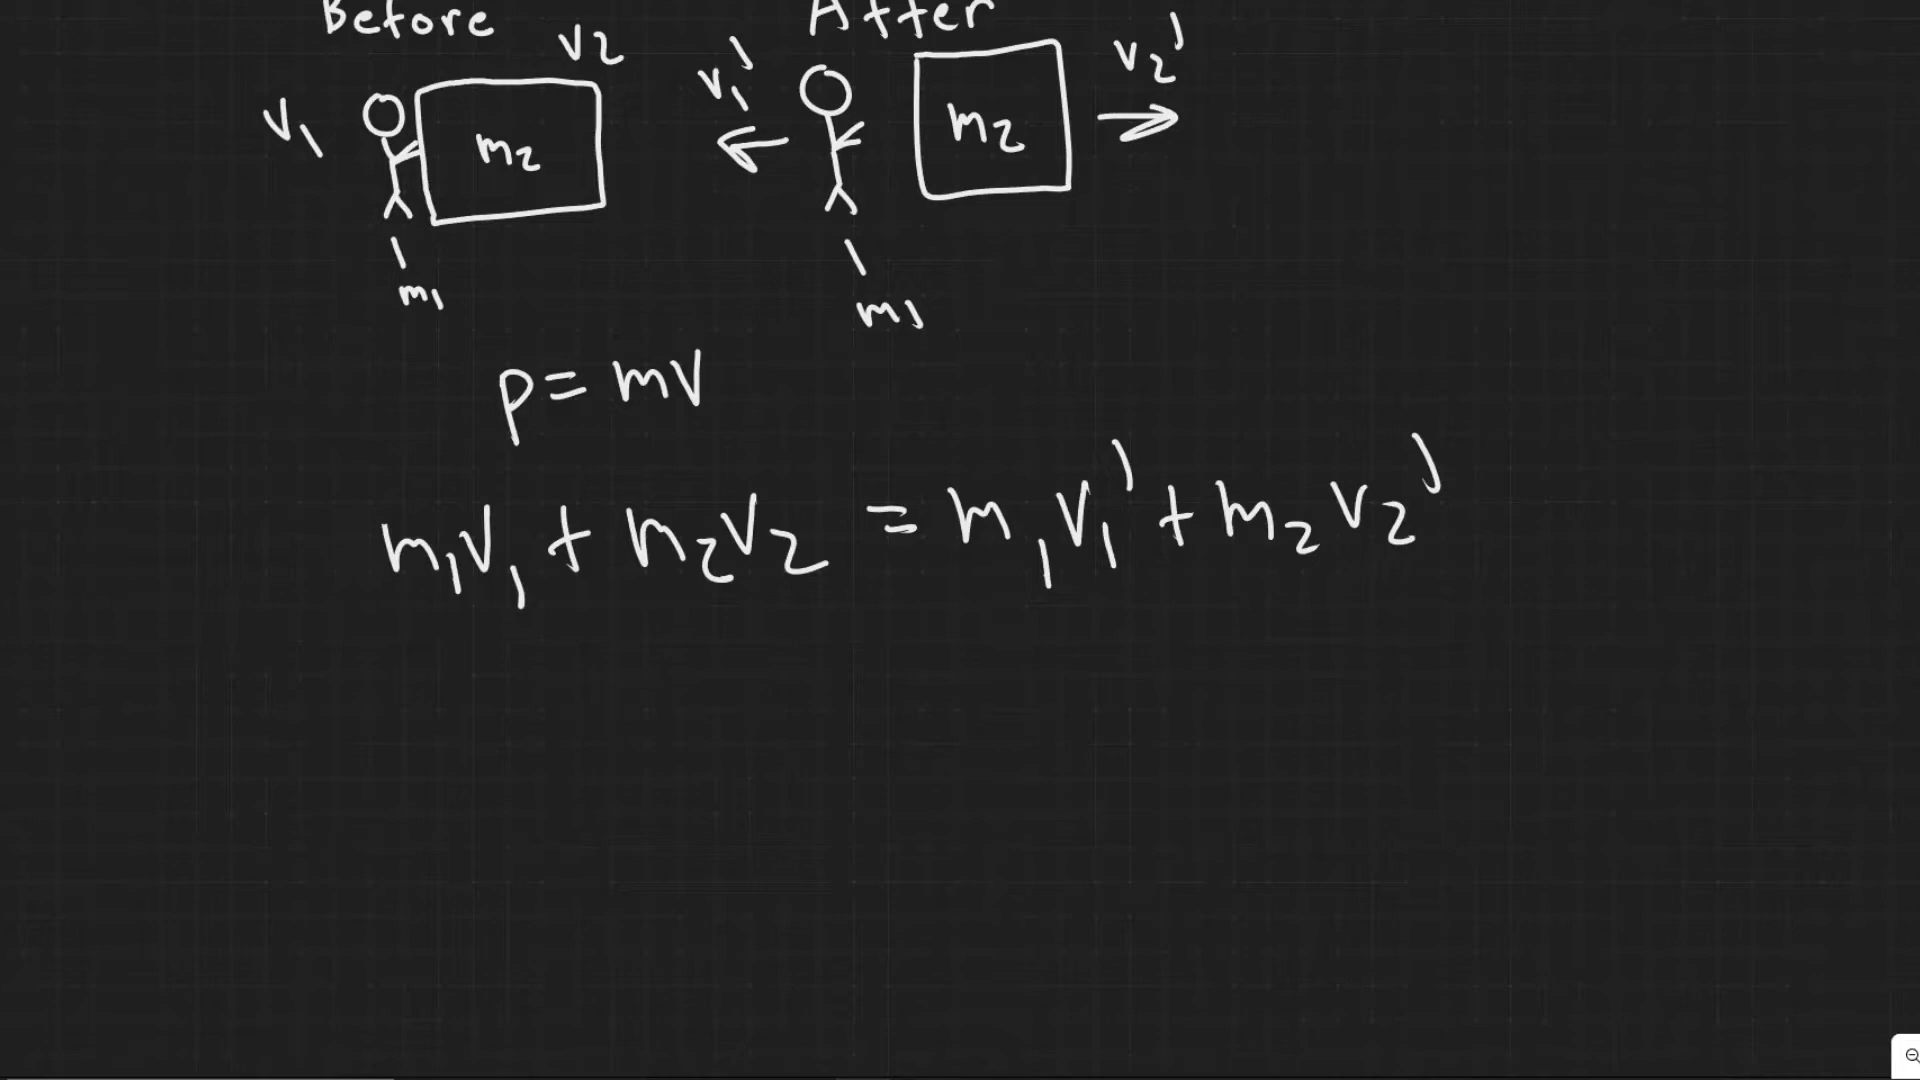 Before After
v2 v1' v2'
v1 m2 m2
m1 m1
p = mv
m1v1 + m2v2 = m1v1' + m2v2'